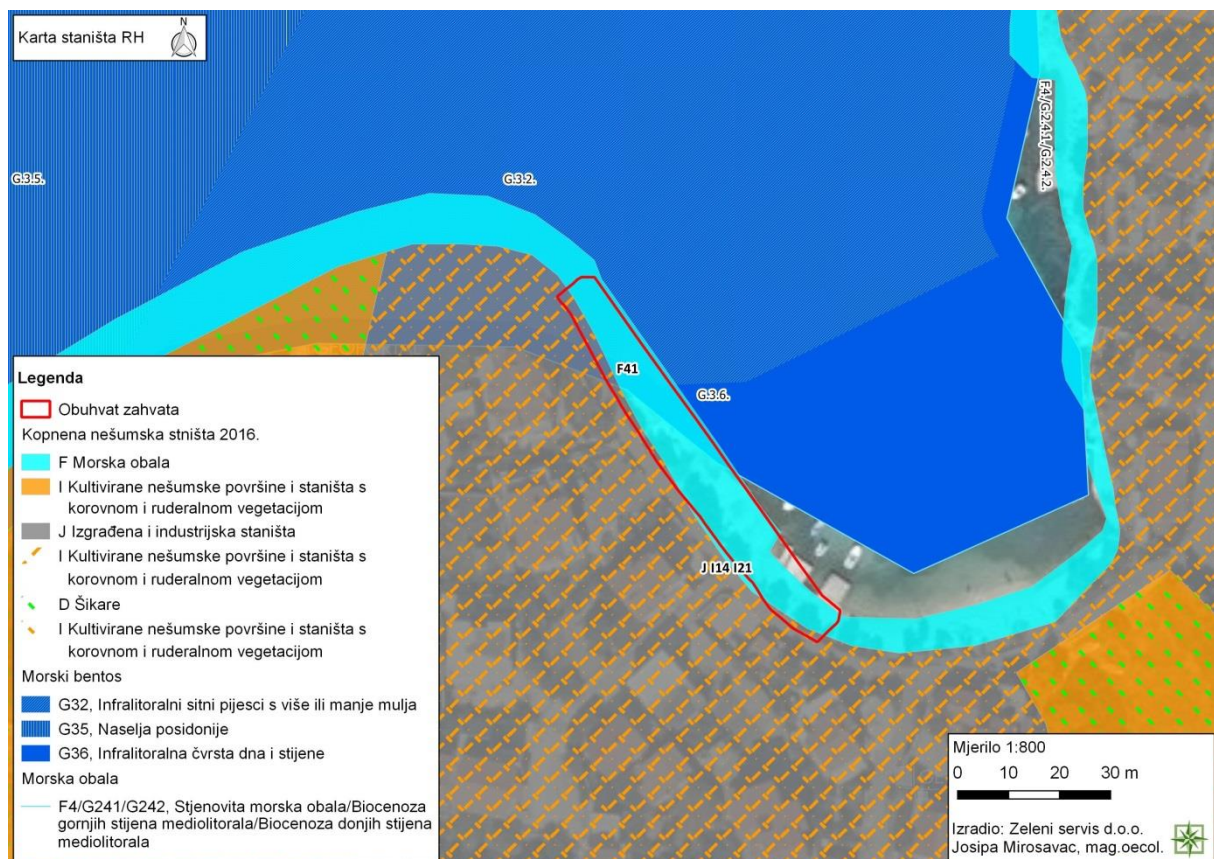 Karta staništa RH
N
G.3.5.
G.3.2.
F.4./G.2.4.1./G.2.4.2.
F41
G.3.6.
J I14 I21
Legenda
Obuhvat zahvata
Kopnena nešumska stništa 2016.
F Morska obala
I Kultivirane nešumske površine i staništa s
korovnom i ruderalnom vegetacijom
J Izgrađena i industrijska staništa
I Kultivirane nešumske površine i staništa s
korovnom i ruderalnom vegetacijom
D Šikare
I Kultivirane nešumske površine i staništa s
korovnom i ruderalnom vegetacijom
Morski bentos
G32, Infralitoralni sitni pijesci s više ili manje mulja
G35, Naselja posidonije
G36, Infralitoralna čvrsta dna i stijene
Morska obala
F4/G241/G242, Stjenovita morska obala/Biocenoza
gornjih stijena mediolitorala/Biocenoza donjih stijena
mediolitorala
Mjerilo 1:800
0 10 20 30 m
Izradio: Zeleni servis d.o.o.
Josipa Mirosavac, mag.oecol.